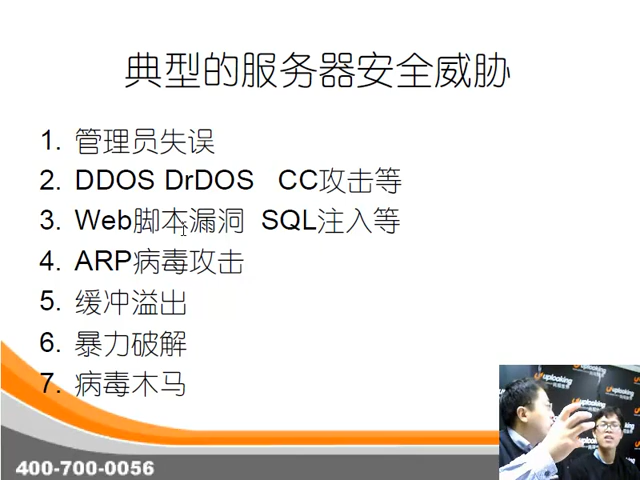 典型的服务器安全威胁
1. 管理员失误
2. DDOS DrDOS CC攻击等
3. Web脚本漏洞 SQL注入等
4. ARP病毒攻击
5. 缓冲溢出
6. 暴力破解
7. 病毒木马
uplooking
uplooking
400-700-0056